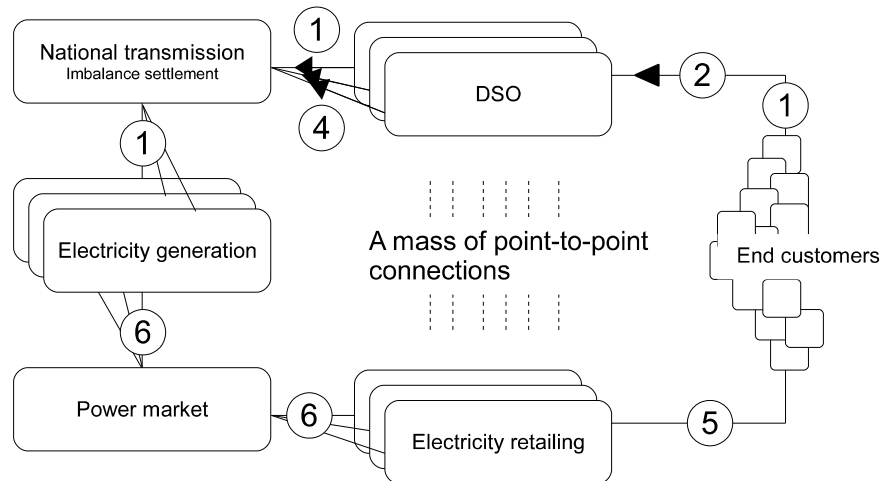 1
National transmission
Imbalance settlement
DSO
2
1
4
1
Electricity generation
A mass of point-to-point
connections
End customers
6
Power market
6
Electricity retailing
5